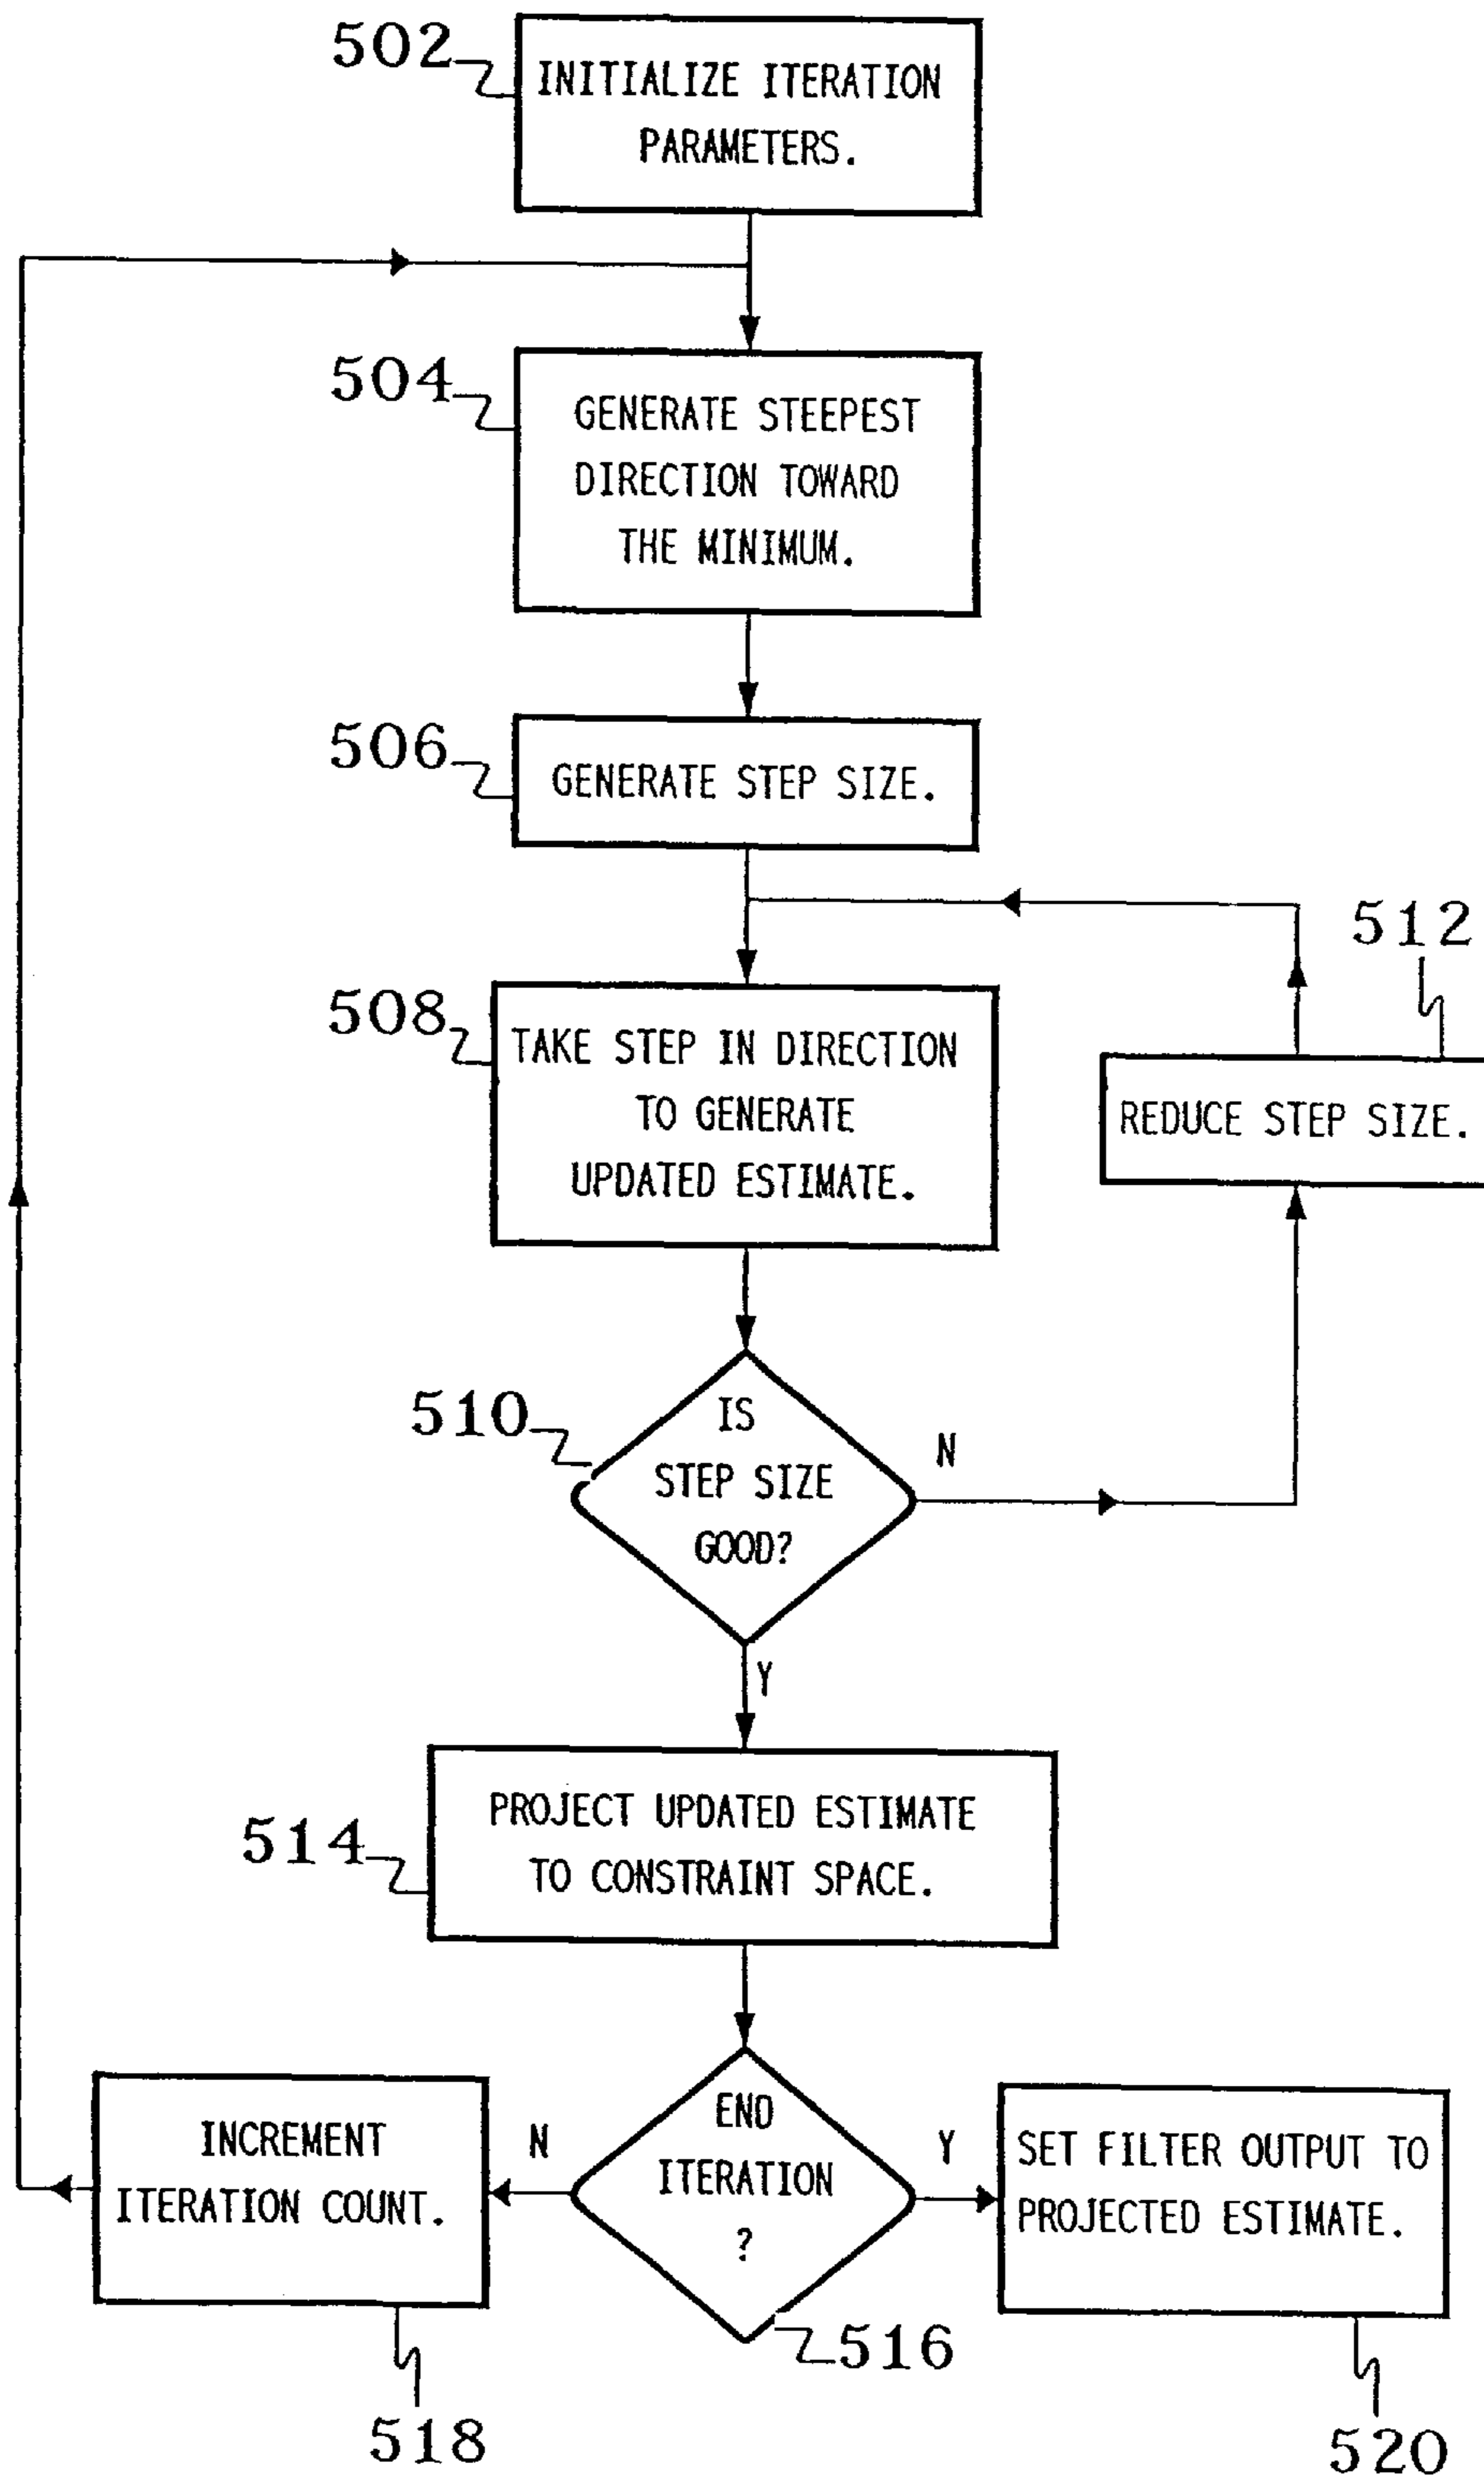 502
INITIALIZE ITERATION
PARAMETERS.
504
GENERATE STEEPEST
DIRECTION TOWARD
THE MINIMUM.
506
GENERATE STEP SIZE.
512
508
TAKE STEP IN DIRECTION
TO GENERATE
UPDATED ESTIMATE.
REDUCE STEP SIZE.
510
IS
STEP SIZE
GOOD?
N
Y
514
PROJECT UPDATED ESTIMATE
TO CONSTRAINT SPACE.
INCREMENT
ITERATION COUNT.
N
END
ITERATION
?
Y
SET FILTER OUTPUT TO
PROJECTED ESTIMATE.
516
518
520